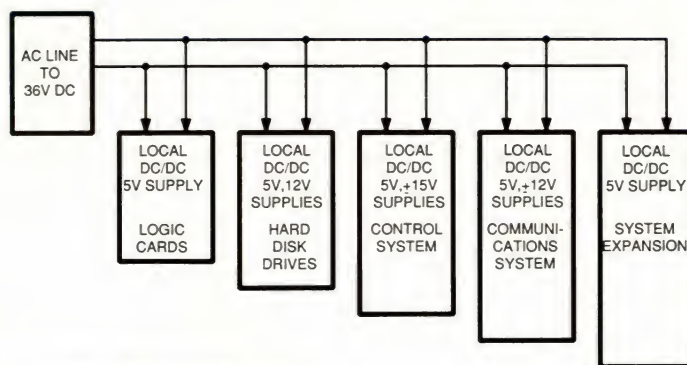 AC LINE
TO
36V DC
LOCAL
DC/DC
5V SUPPLY
LOGIC
CARDS
LOCAL
DC/DC
5V,12V
SUPPLIES
HARD
DISK
DRIVES
LOCAL
DC/DC
5V,±15V
SUPPLIES
CONTROL
SYSTEM
LOCAL
DC/DC
5V,±12V
SUPPLIES
COMMUNI-
CATIONS
SYSTEM
LOCAL
DC/DC
5V SUPPLY
SYSTEM
EXPANSION